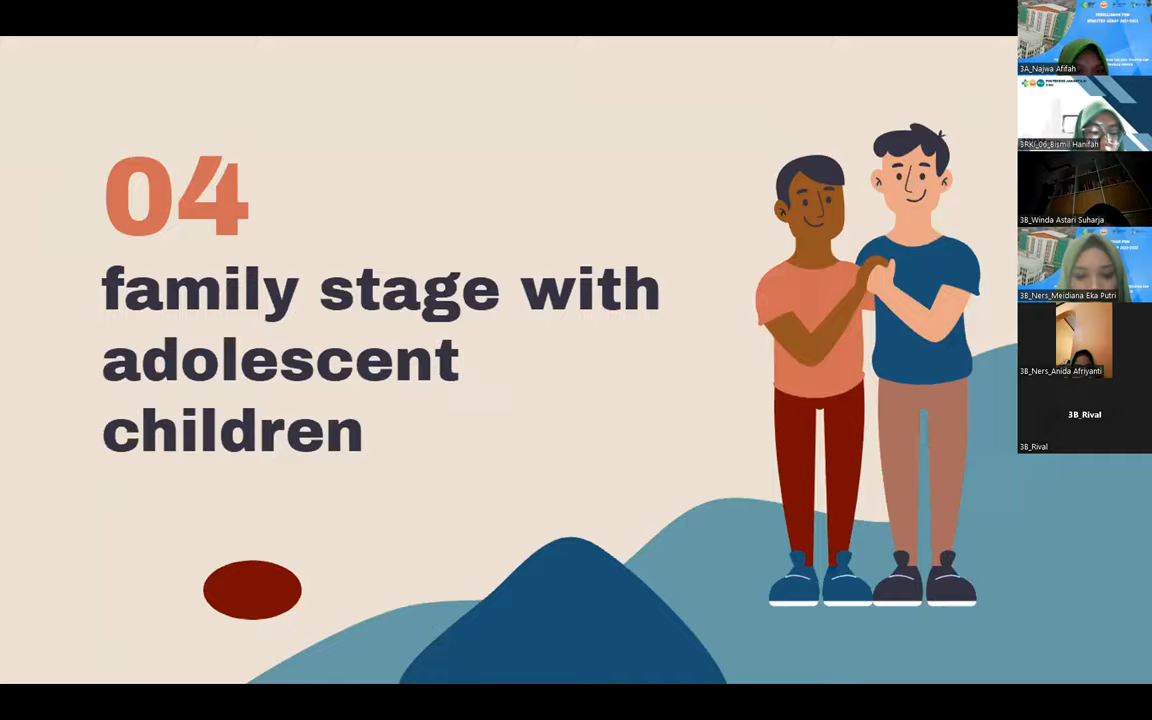 04
family stage with
adolescent
children
3A_Najwa Afifah
3RKI_06_Bismil Hanifah
3B_Winda Astari Suharja
3B_Ners_Meidiana Eka Putri
3B_Ners_Anida Afriyanti
3B_Rival
3B_Rival